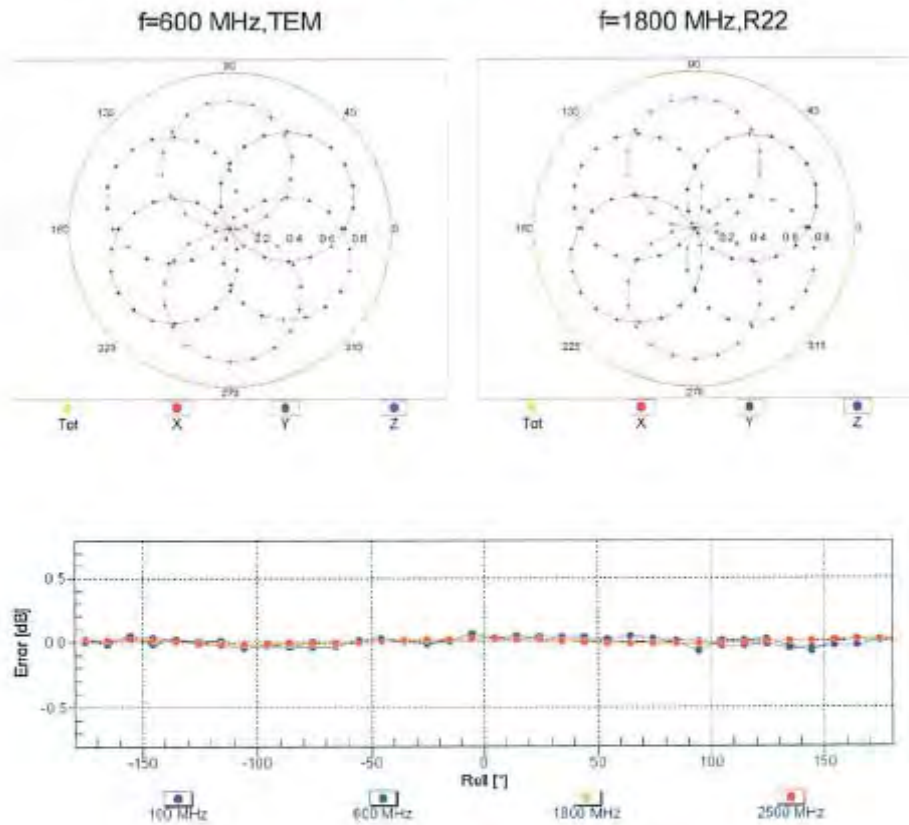 f=600 MHz,TEM
f=1800 MHz,R22
90
90
135
45
135
45
180
0.2
0.4
0.6
0.8
0
180
0.2
0.4
0.6
0.8
0
225
315
225
315
270
270
Tot
X
Y
Z
Tot
X
Y
Z
Error [dB]
0.5
0.0
-0.5
-150
-100
-50
0
50
100
150
Roll [°]
100 MHz
600 MHz
1800 MHz
2500 MHz